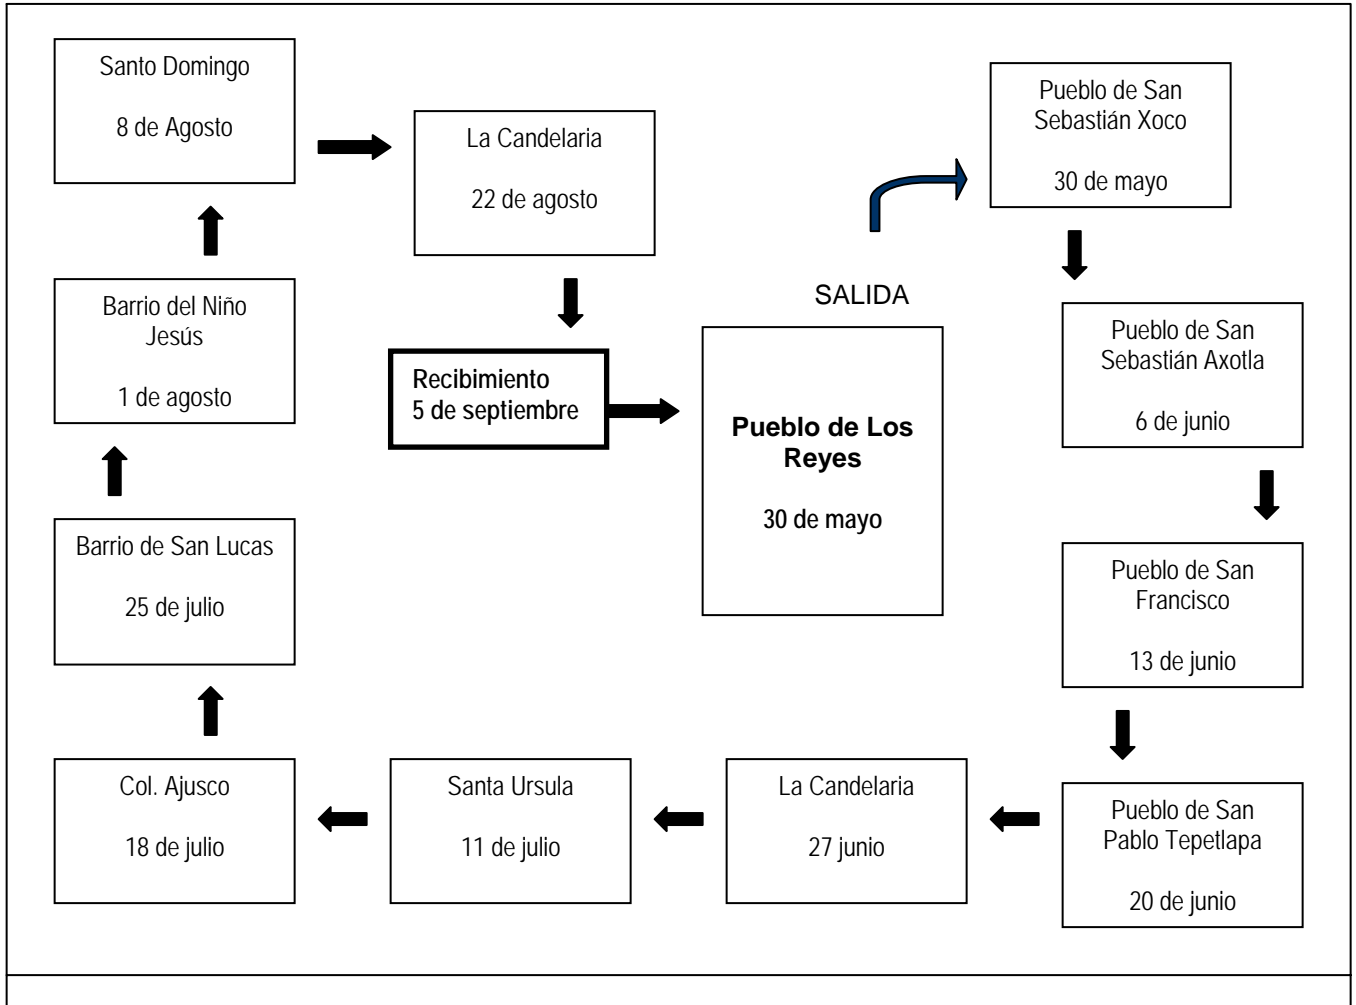 Santo Domingo
8 de Agosto
La Candelaria
22 de agosto
Pueblo de San
Sebastián Xoco
30 de mayo
SALIDA
Barrio del Niño
Jesús
1 de agosto
Recibimiento
5 de septiembre
Pueblo de Los
Reyes
30 de mayo
Pueblo de San
Sebastián Axotla
6 de junio
Barrio de San Lucas
25 de julio
Pueblo de San
Francisco
13 de junio
Col. Ajusco
18 de julio
Santa Ursula
11 de julio
La Candelaria
27 junio
Pueblo de San
Pablo Tepetlapa
20 de junio